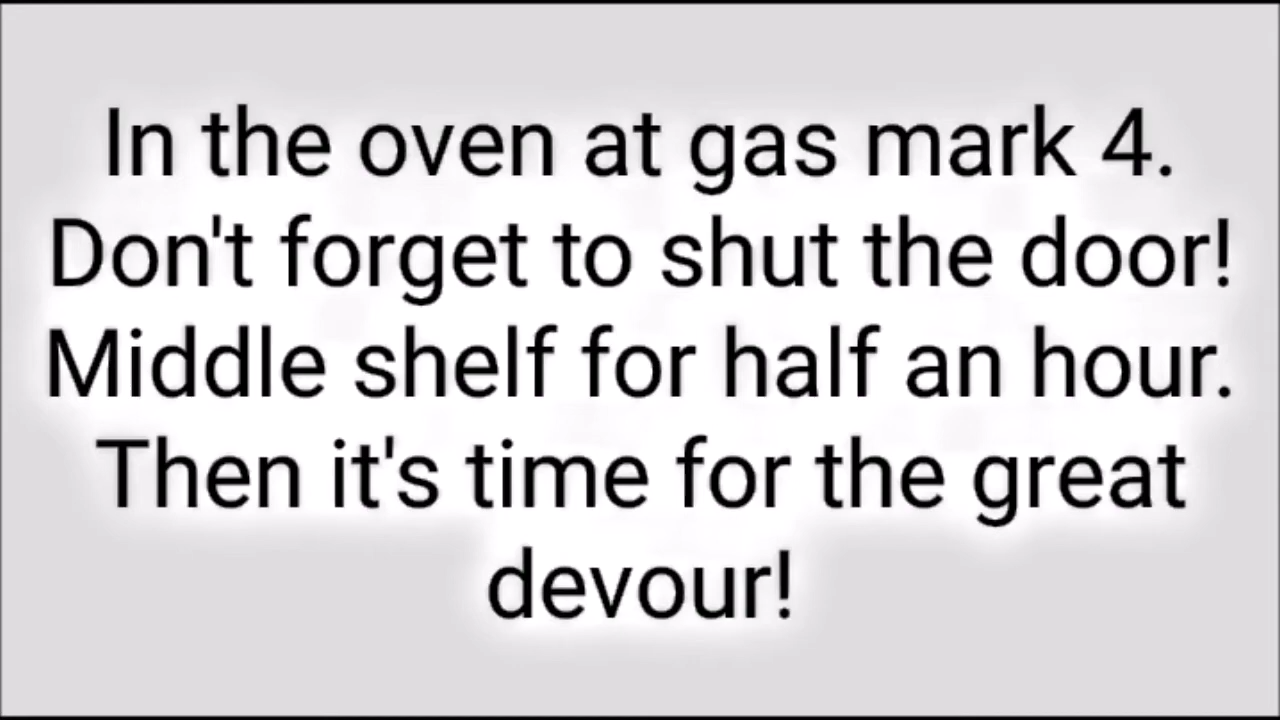 In the oven at gas mark 4.
Don't forget to shut the door!
Middle shelf for half an hour.
Then it's time for the great
devour!